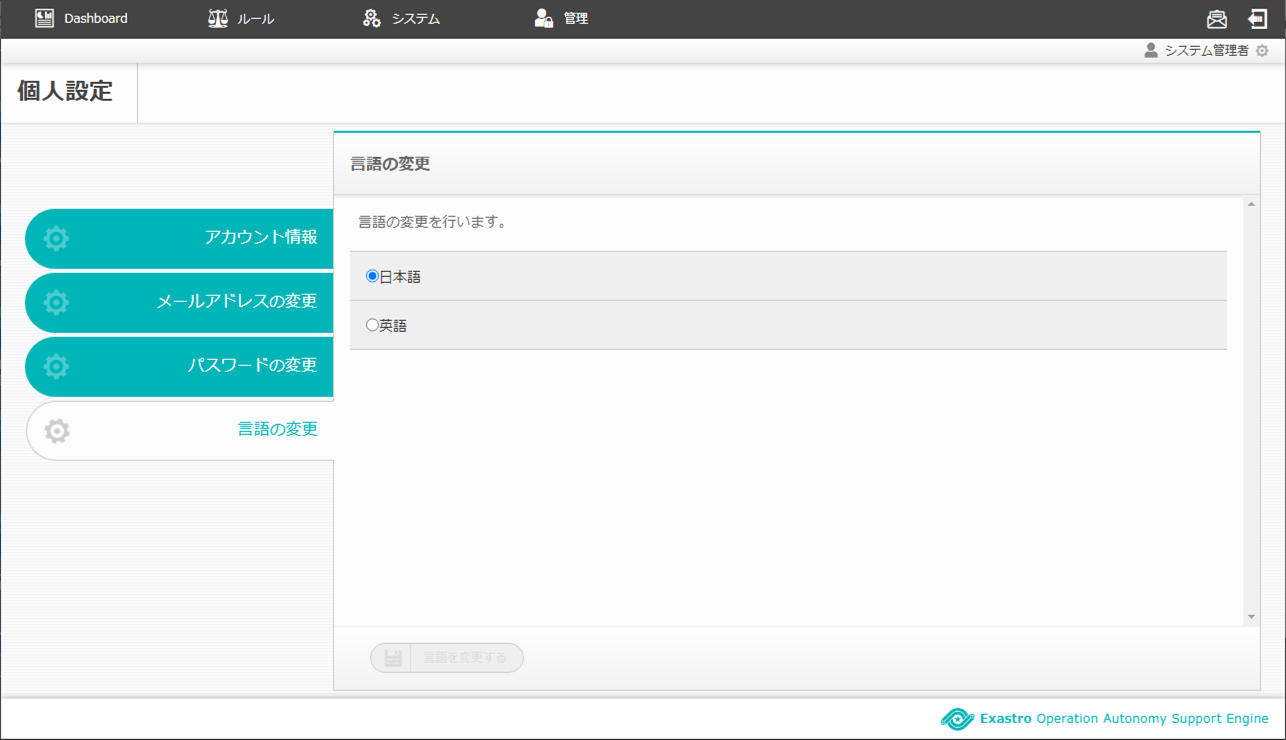 Dashboard
ルール
システム
管理
システム管理者
個人設定
アカウント情報
メールアドレスの変更
パスワードの変更
言語の変更
言語の変更
言語の変更を行います。
日本語
英語
言語を変更する
Exastro Operation Autonomy Support Engine